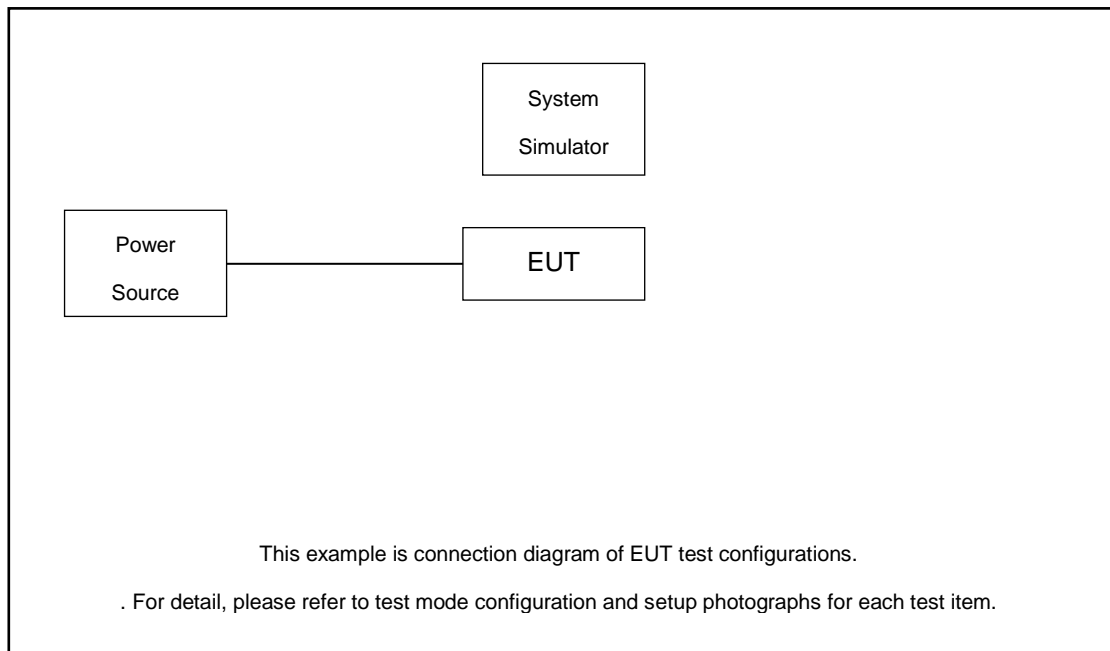 System
Simulator
Power
Source
EUT
This example is connection diagram of EUT test configurations.
. For detail, please refer to test mode configuration and setup photographs for each test item.